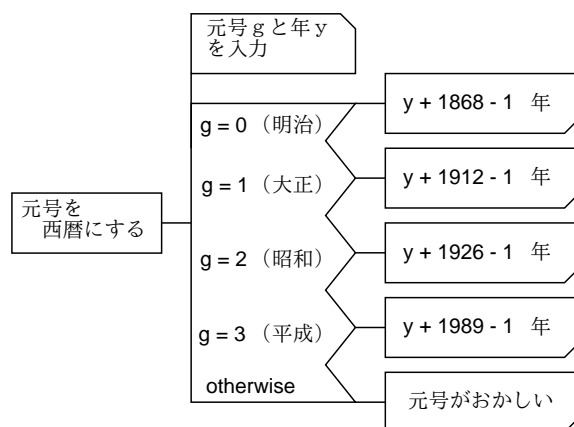 元号ｇと年ｙ
を入力
g = 0 （明治）
y + 1868 - 1 年
g = 1 （大正）
y + 1912 - 1 年
元号を
西暦にする
g = 2 （昭和）
y + 1926 - 1 年
g = 3 （平成）
y + 1989 - 1 年
otherwise
元号がおかしい